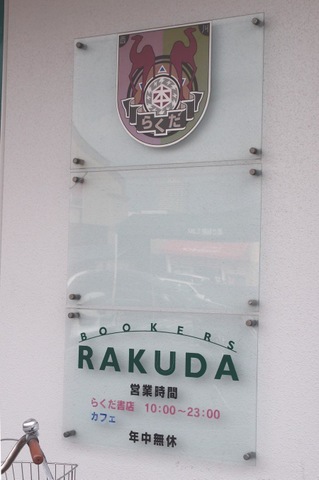 本
らくだ
BOOKERS
RAKUDA
営業時間
らくだ書店 10:00～23:00
カフェ
年中無休